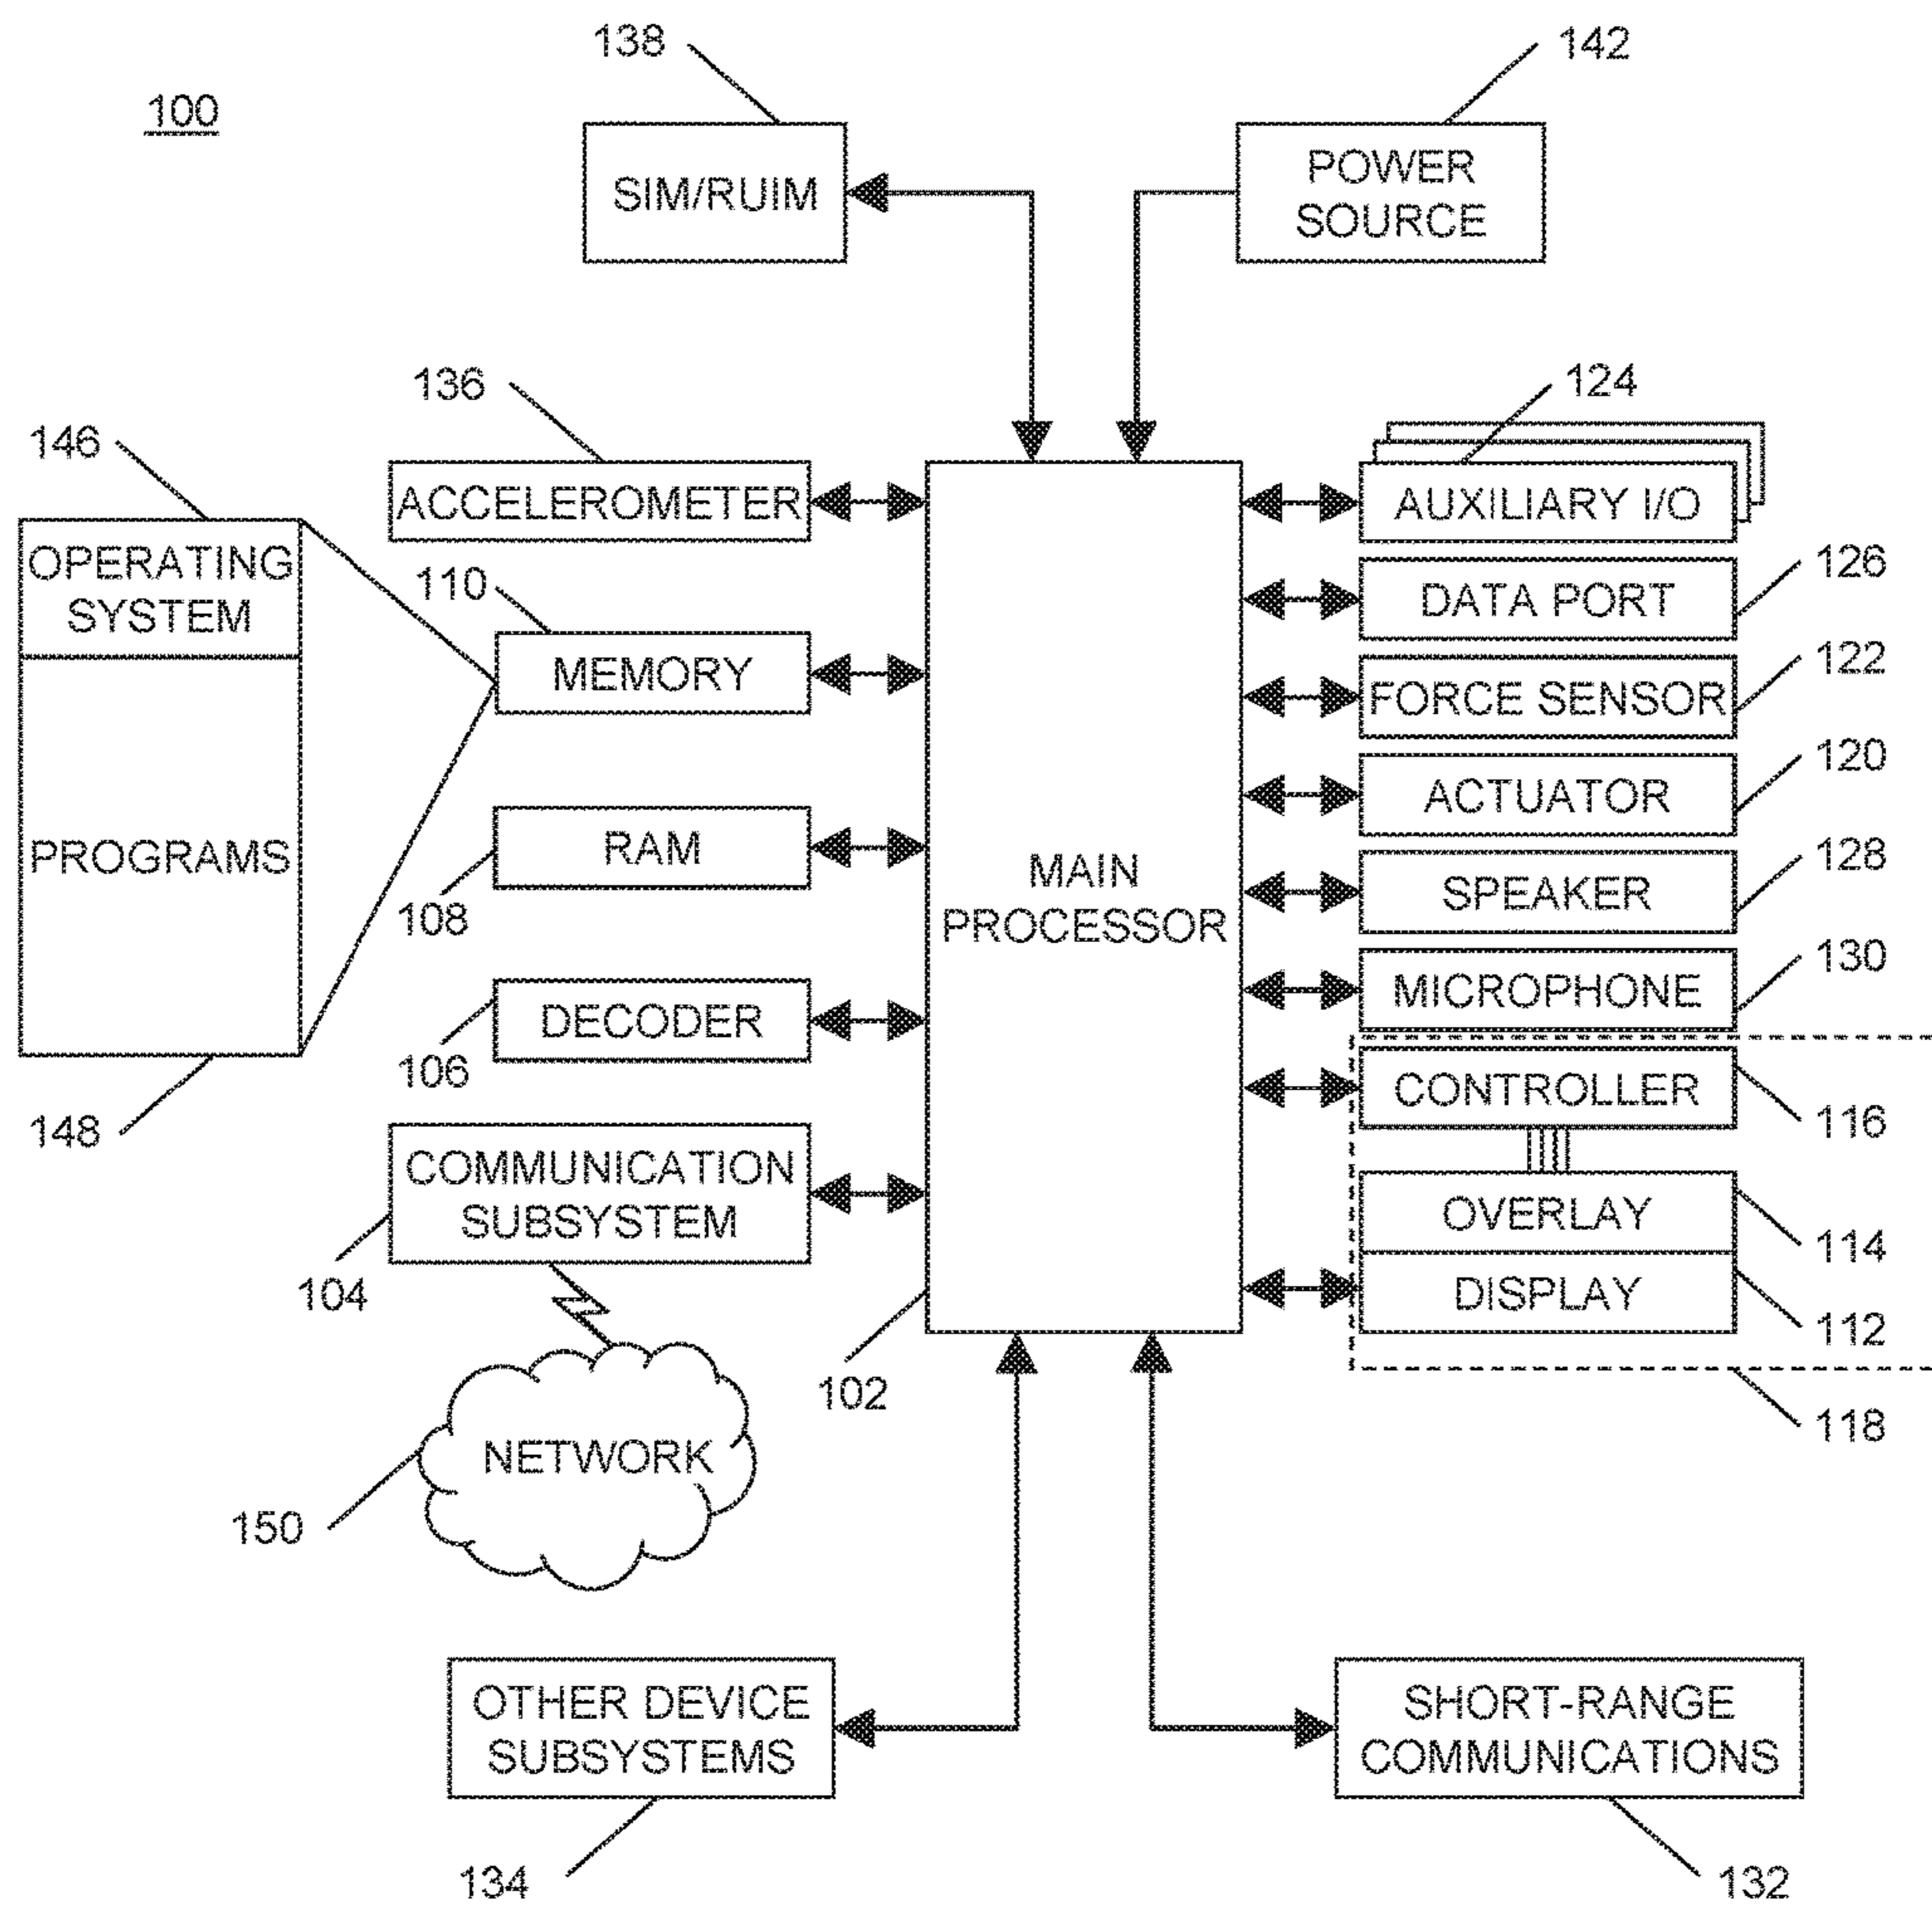 138
142
100
SIM/RUIM
POWER
SOURCE
136
124
146
ACCELEROMETER
AUXILIARY I/O
OPERATING
SYSTEM
110
126
DATA PORT
MEMORY
122
FORCE SENSOR
120
ACTUATOR
PROGRAMS
RAM
108
MAIN
PROCESSOR
128
SPEAKER
130
MICROPHONE
DECODER
106
CONTROLLER
116
148
COMMUNICATION
SUBSYSTEM
104
OVERLAY
114
DISPLAY
112
102
118
NETWORK
150
OTHER DEVICE
SUBSYSTEMS
SHORT-RANGE
COMMUNICATIONS
134
132